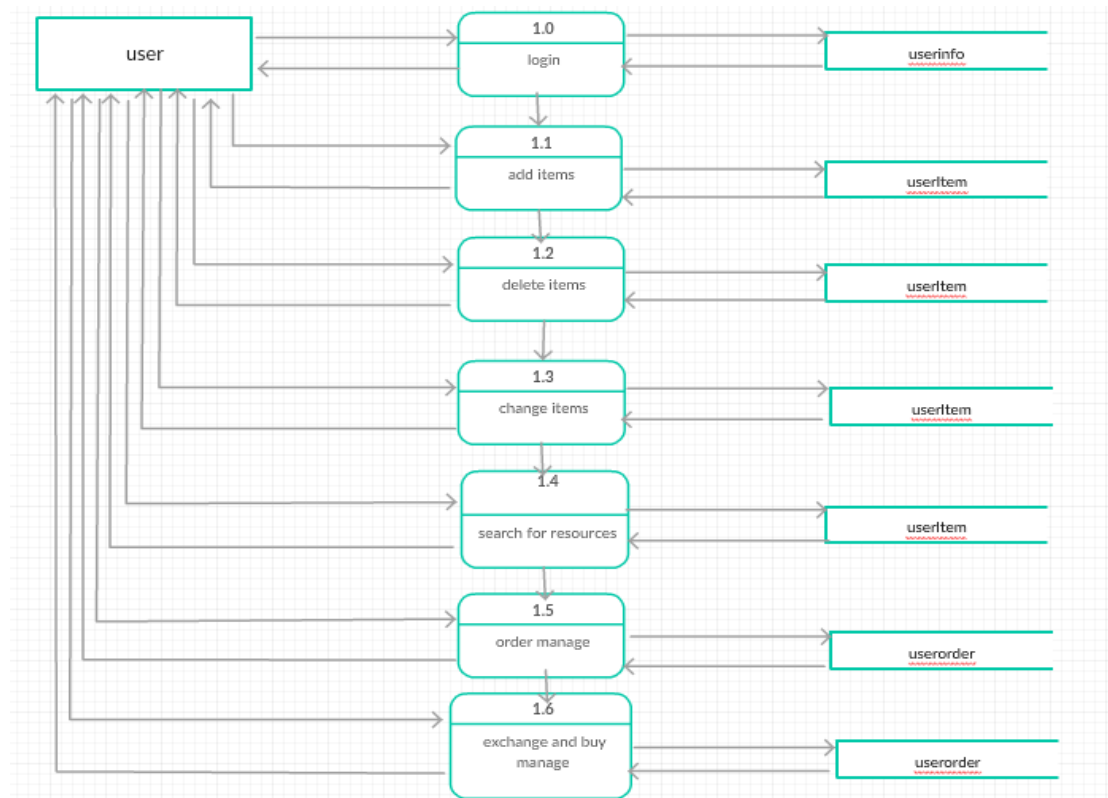 user
1.0
login
userinfo
1.1
add items
userItem
1.2
delete items
userItem
1.3
change items
userItem
1.4
search for resources
userItem
1.5
order manage
userorder
1.6
exchange and buy
manage
userorder